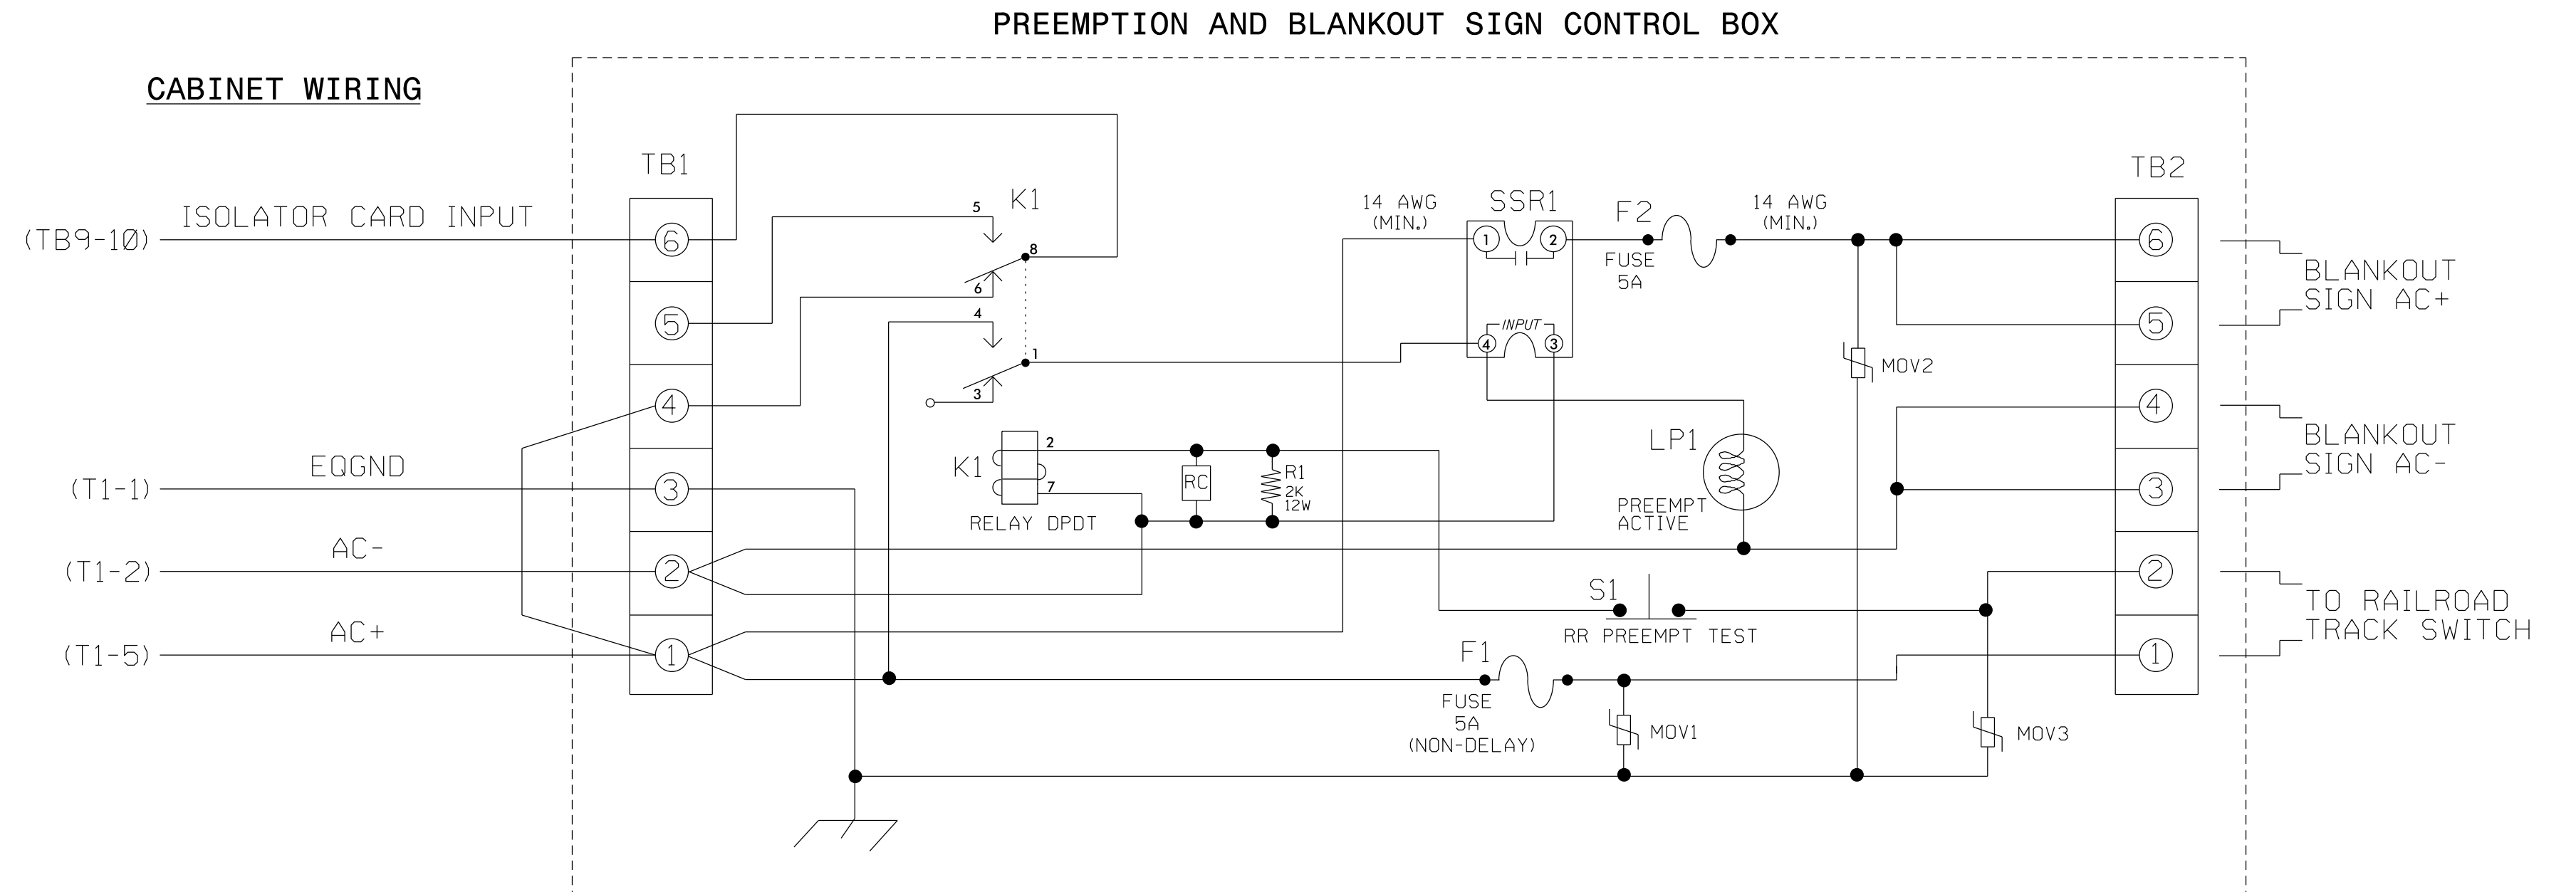 PREEMPTION AND BLANKOUT SIGN CONTROL BOX
CABINET WIRING
TB1
TB2
K1
14 AWG
(MIN.)
SSR1
F2
14 AWG
(MIN.)
(TB9-10)
ISOLATOR CARD INPUT
6
5
8
6
4
1
3
1
2
FUSE
5A
INPUT
4
3
6
BLANKOUT
SIGN AC+
5
5
MOV2
4
4
BLANKOUT
SIGN AC-
K1
2
7
RELAY DPDT
RC
R1
2K
12W
LP1
PREEMPT
ACTIVE
(T1-1)
EQGND
3
3
(T1-2)
AC-
2
2
TO RAILROAD
TRACK SWITCH
S1
RR PREEMPT TEST
(T1-5)
AC+
1
1
F1
FUSE
5A
(NON-DELAY)
MOV1
MOV3